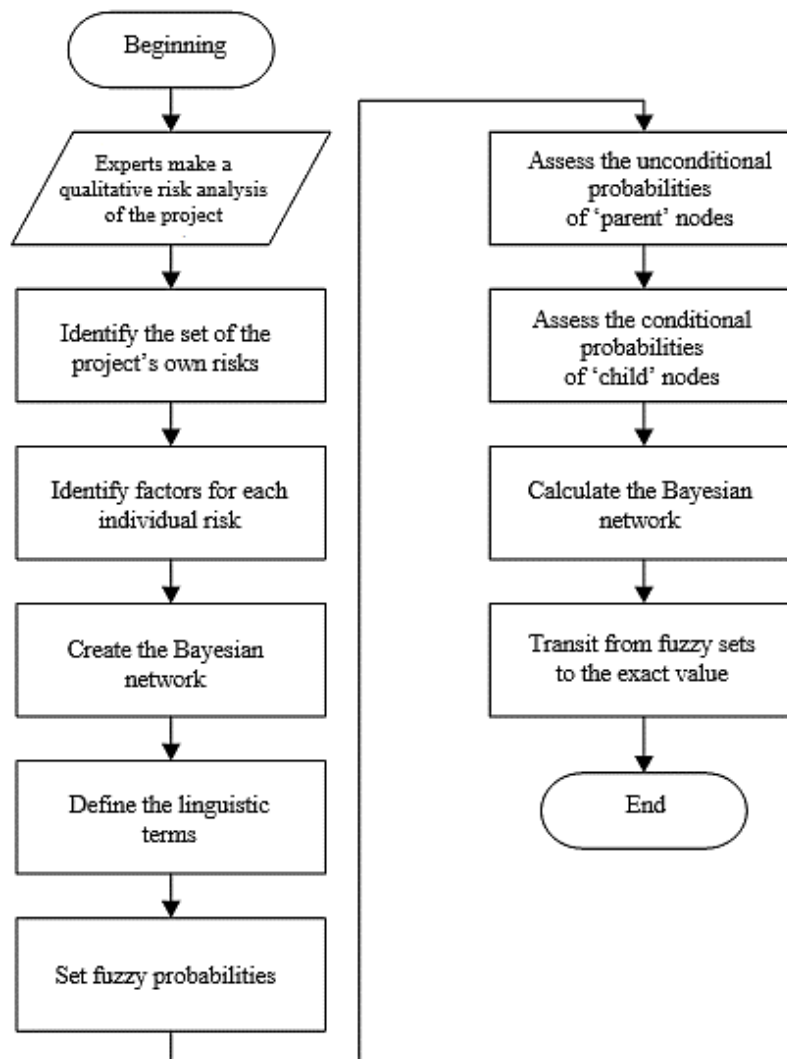 Beginning
Experts make a
qualitative risk analysis
of the project
Identify the set of the
project's own risks
Identify factors for each
individual risk
Create the Bayesian
network
Define the linguistic
terms
Set fuzzy probabilities
Assess the unconditional
probabilities
of ‘parent’ nodes
Assess the conditional
probabilities
of ‘child’ nodes
Calculate the Bayesian
network
Transit from fuzzy sets
to the exact value
End